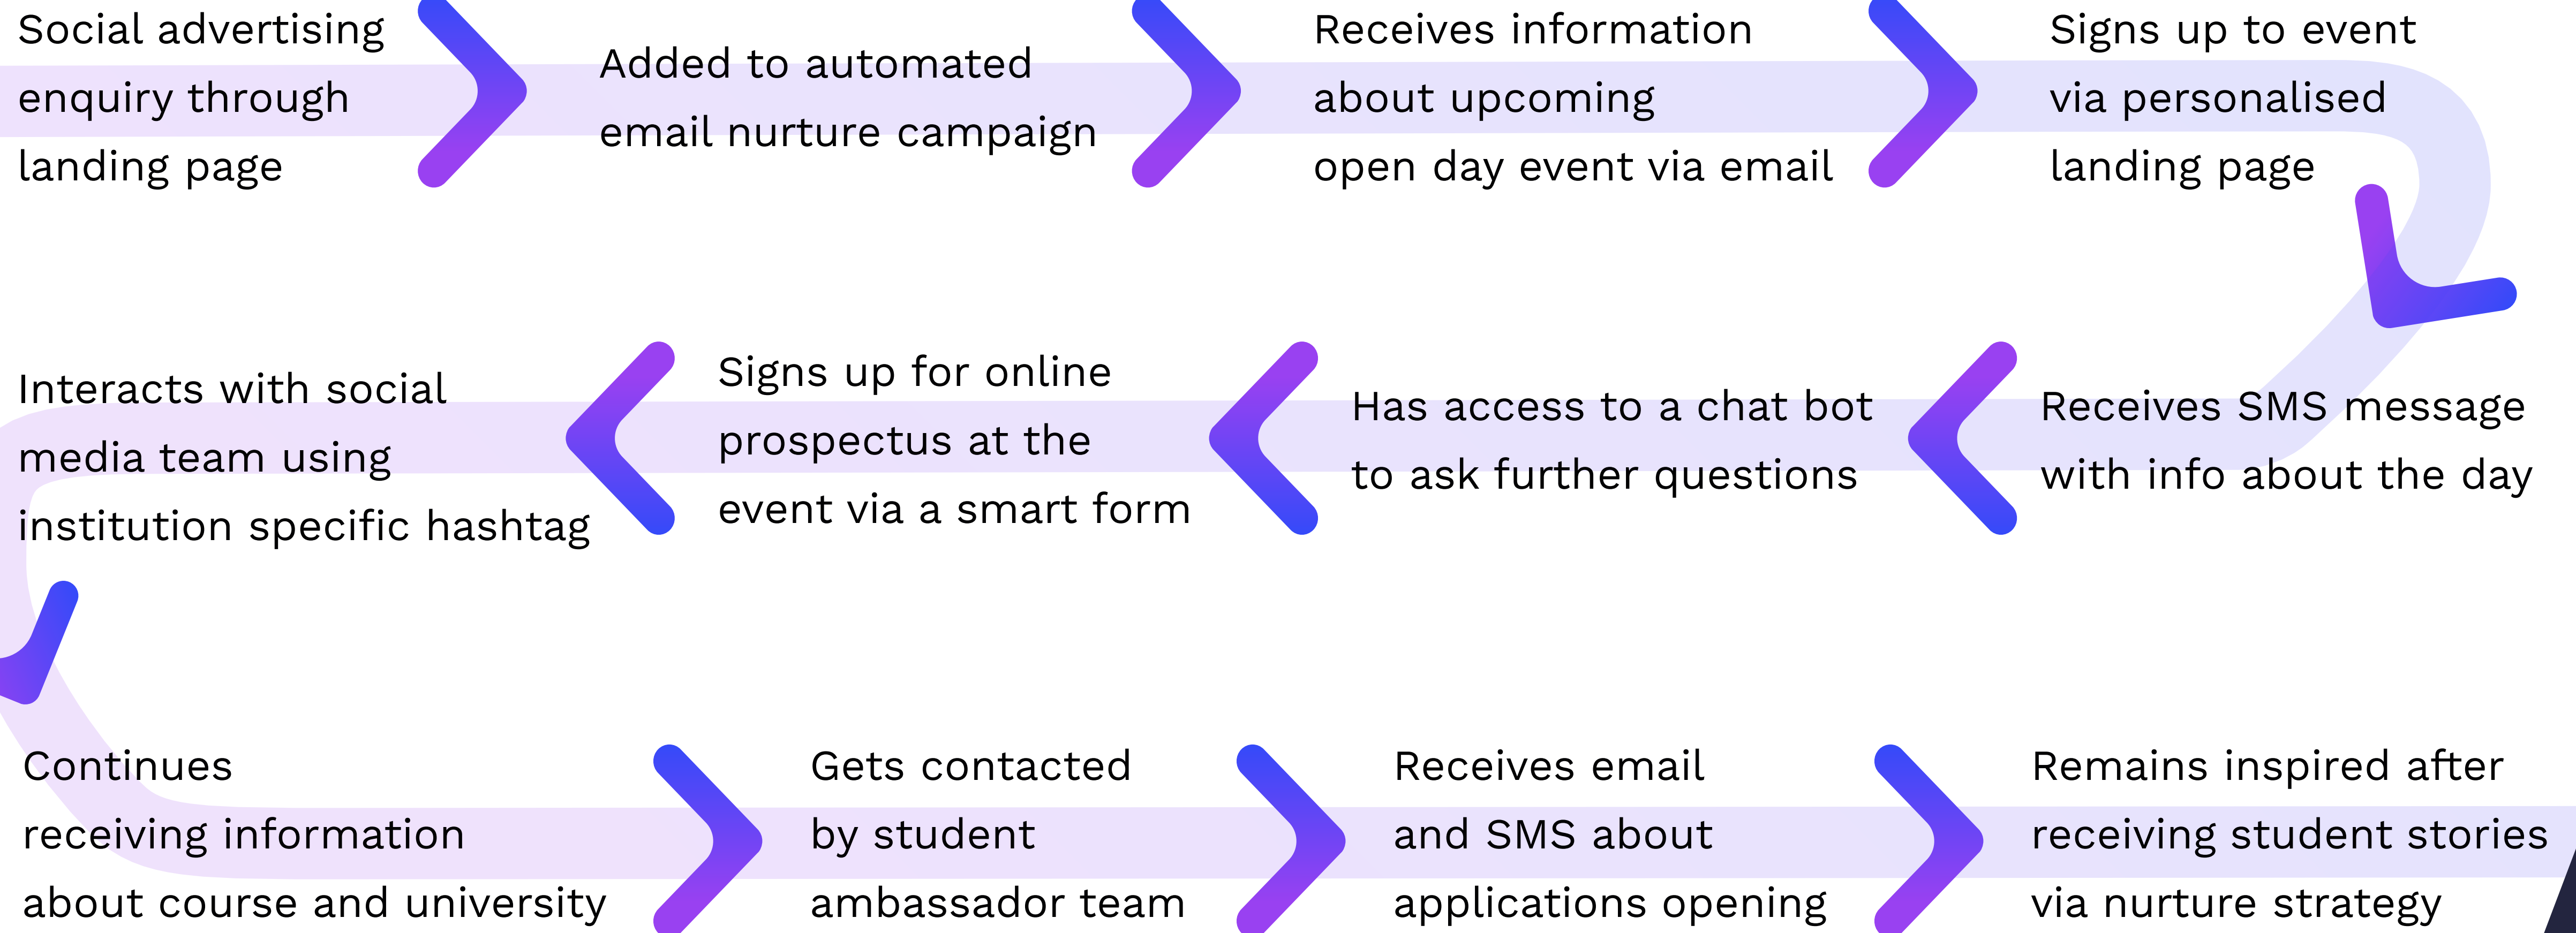 Social advertising
enquiry through
landing page
Added to automated
email nurture campaign
Receives information
about upcoming
open day event via email
Signs up to event
via personalised
landing page
Receives SMS message
with info about the day
Has access to a chat bot
to ask further questions
Signs up for online
prospectus at the
event via a smart form
Interacts with social
media team using
institution specific hashtag
Continues
receiving information
about course and university
Gets contacted
by student
ambassador team
Receives email
and SMS about
applications opening
Remains inspired after
receiving student stories
via nurture strategy